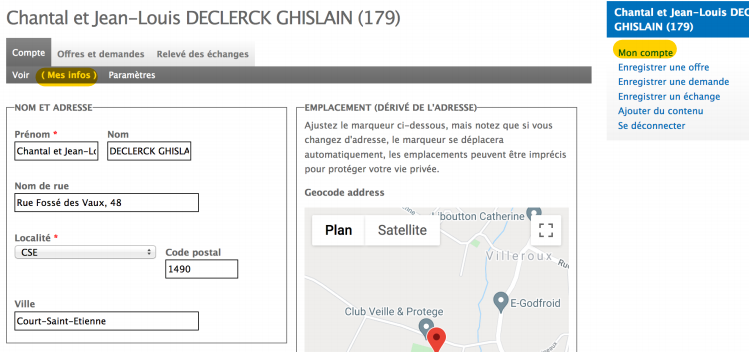 Chantal et Jean-Louis DECLERCK GHISLAIN (179)
Compte Offres et demandes Relevé des échanges
Voir ( Mes infos ) Paramètres
NOM ET ADRESSE
Prénom * Nom
Chantal et Jean-Lo DECLERCK GHISLA
Nom de rue
Rue Fossé des Vaux, 48
Localité *
CSE
Code postal
1490
Ville
Court-Saint-Etienne
EMPLACEMENT (DÉRIVÉ DE L'ADRESSE)
Ajustez le marqueur ci-dessous, mais notez que si vous
changez d'adresse, le marqueur se déplacera
automatiquement, les emplacements peuvent être imprécis
pour protéger votre vie privée.
Geocode address
Plan Satellite
boutton Catherine
Villeroux
Ru
E-Godfroid
Club Veille & Protege
Chantal et Jean-Louis DEC
GHISLAIN (179)
Mon compte
Enregistrer une offre
Enregistrer une demande
Enregistrer un échange
Ajouter du contenu
Se déconnecter